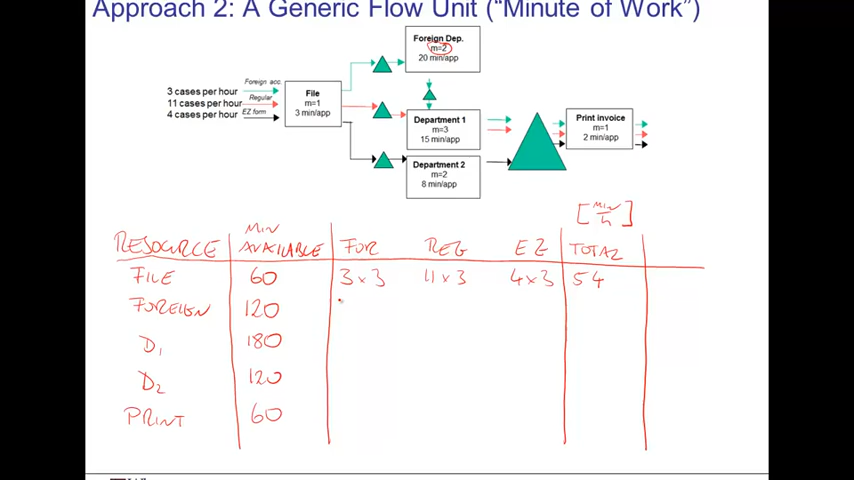 Approach 2: A Generic Flow Unit ("Minute of Work")
Foreign Dep.
m=2
20 min/app
Foreign acc.
3 cases per hour
Regular
11 cases per hour
EZ form
4 cases per hour
File
m=1
3 min/app
Department 1
m=3
15 min/app
Department 2
m=2
8 min/app
Print invoice
m=1
2 min/app
[MIN/h]
RESOURCE MIN AVAILABLE FOR REG EZ TOTAL
FILE 60 3 x 3 11 x 3 4 x 3 54
FOREIGN 120
D1 180
D2 120
PRINT 60